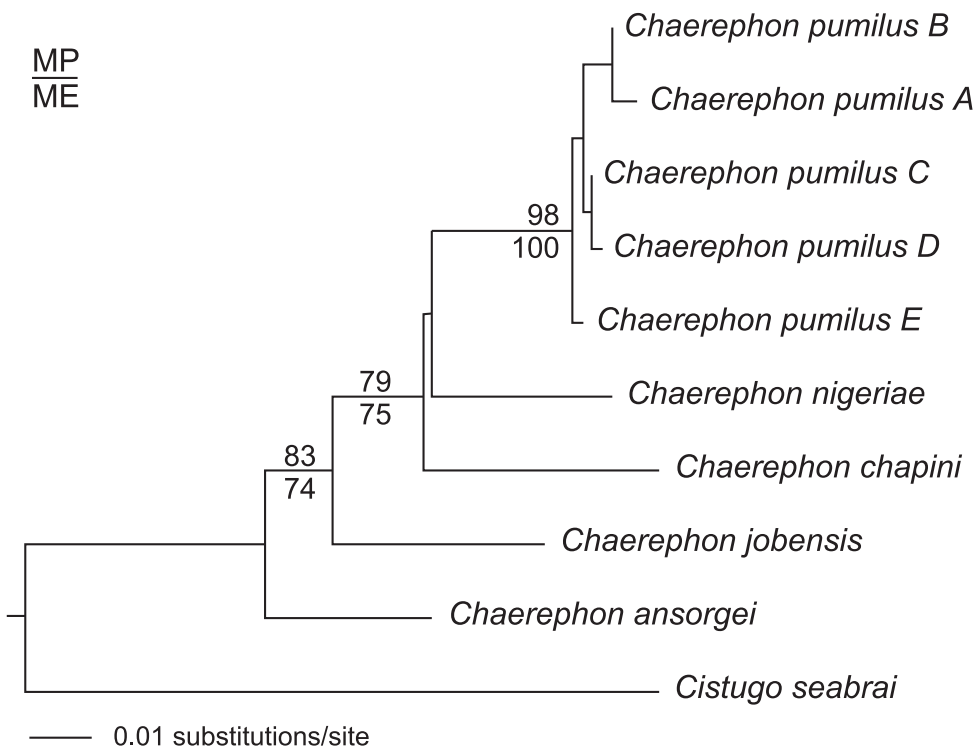 Chaerephon pumilus B
MP
ME
Chaerephon pumilus A
Chaerephon pumilus C
98
100
Chaerephon pumilus D
Chaerephon pumilus E
79
75
Chaerephon nigeriae
83
74
Chaerephon chapini
Chaerephon jobensis
Chaerephon ansorgei
Cistugo seabrai
0.01 substitutions/site